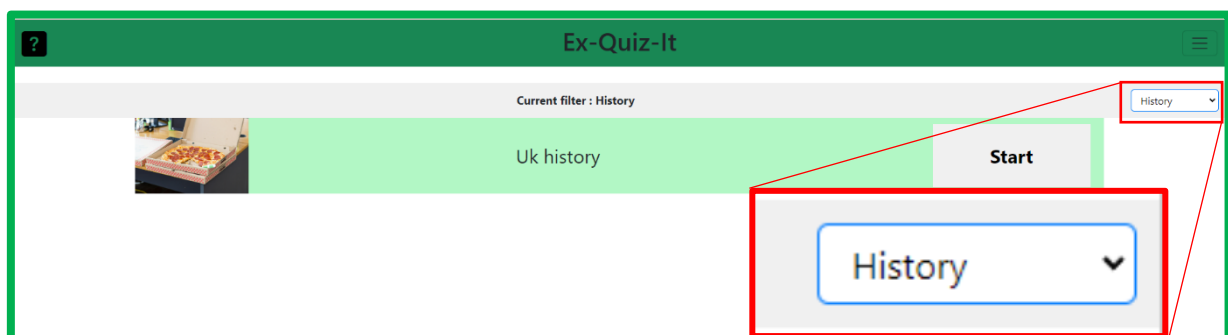 ?
Ex-Quiz-It
Current filter : History
History
Uk history
Start
History